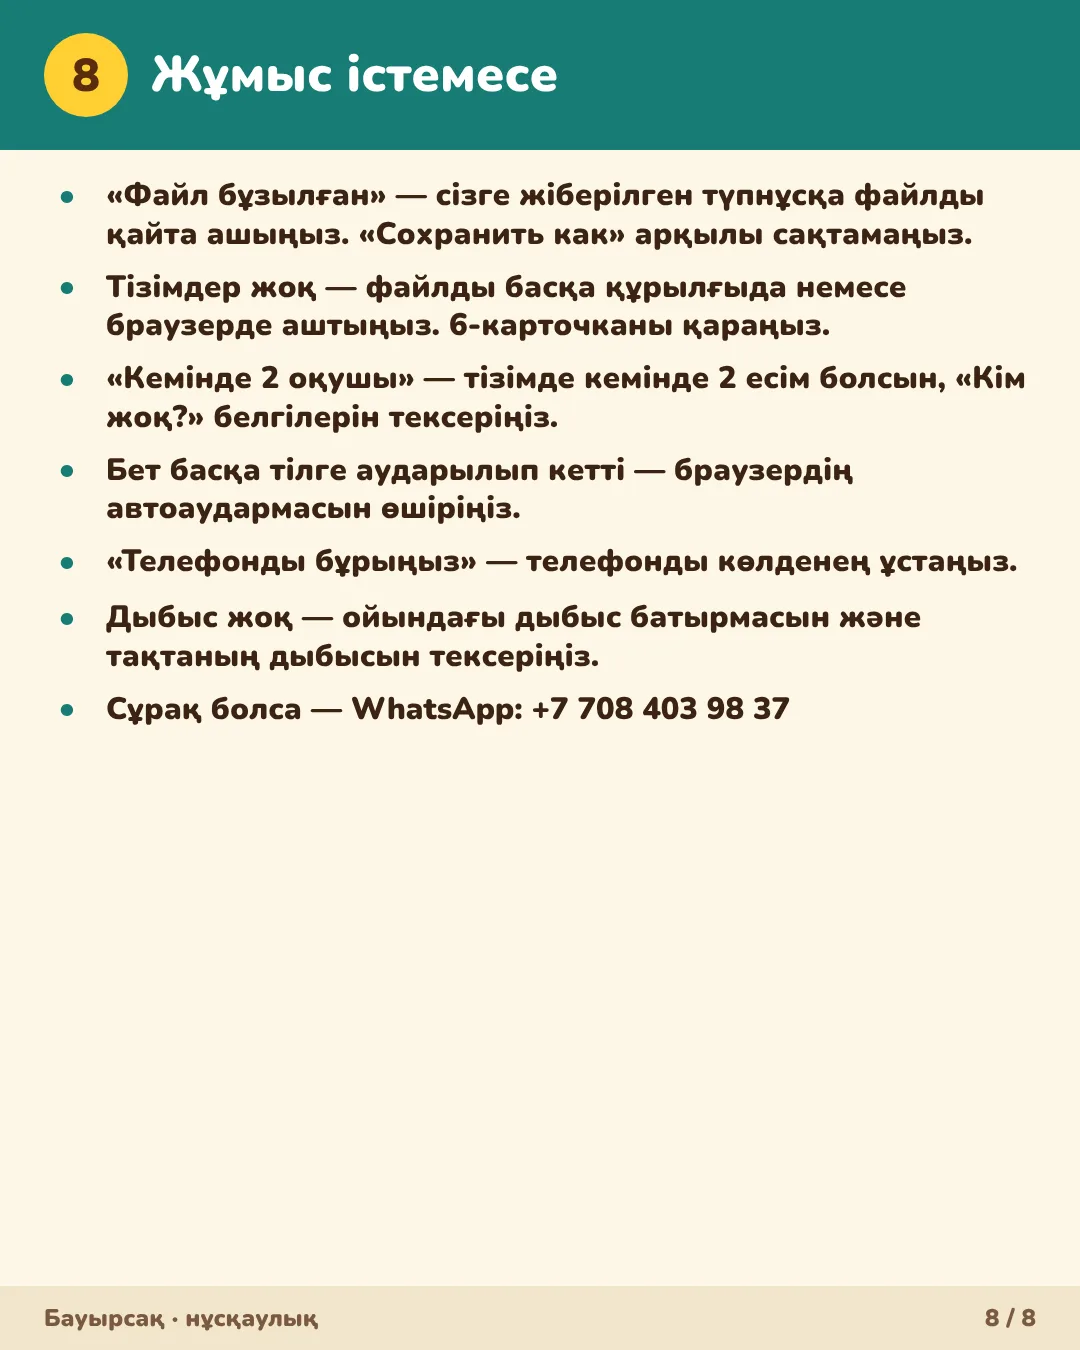 8 Жұмыс істемесе
• «Файл бұзылған» — сізге жіберілген түпнұсқа файлды
қайта ашыңыз. «Сохранить как» арқылы сақтамаңыз.
• Тізімдер жоқ — файлды басқа құрылғыда немесе
браузерде аштыңыз. 6-карточканы қараңыз.
• «Кемінде 2 оқушы» — тізімде кемінде 2 есім болсын, «Кім
жоқ?» белгілерін тексеріңіз.
• Бет басқа тілге аударылып кетті — браузердің
автоаудармасын өшіріңіз.
• «Телефонды бұрыңыз» — телефонды көлденең ұстаңыз.
• Дыбыс жоқ — ойындағы дыбыс батырмасын және
тақтаның дыбысын тексеріңіз.
• Сұрақ болса — WhatsApp: +7 708 403 98 37
Бауырсақ · нұсқаулық
8 / 8